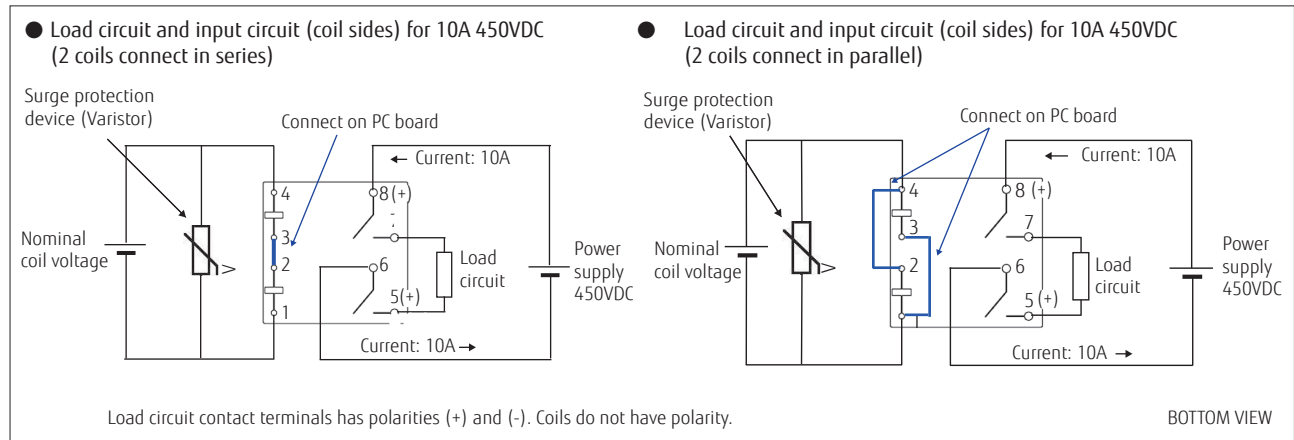 ● Load circuit and input circuit (coil sides) for 10A 450VDC
(2 coils connect in series)
Surge protection
device (Varistor)
Connect on PC board
← Current: 10A
4
8 (+)
3
Nominal
coil voltage
2
6
Load
circuit
Power
supply
450VDC
5(+)
1
Current: 10A →
● Load circuit and input circuit (coil sides) for 10A 450VDC
(2 coils connect in parallel)
Surge protection
device (Varistor)
Connect on PC board
← Current: 10A
4
8 (+)
3
7
Nominal
coil voltage
2
6
Load
circuit
Power
supply
450VDC
5 (+)
Current: 10A →
Load circuit contact terminals has polarities (+) and (-). Coils do not have polarity.
BOTTOM VIEW